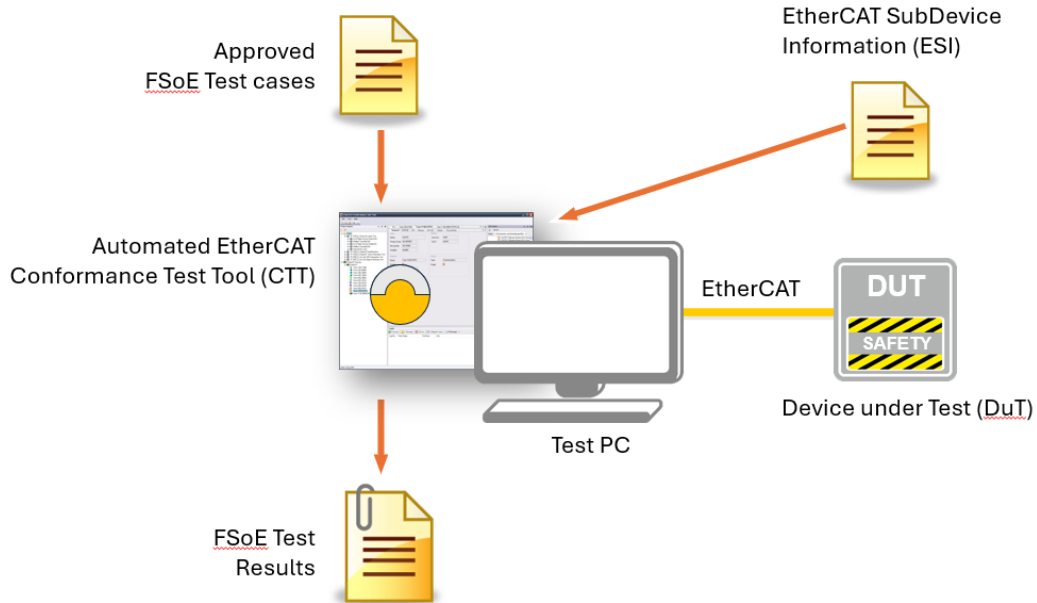 Approved
FSoE Test cases
EtherCAT SubDevice
Information (ESI)
Automated EtherCAT
Conformance Test Tool (CTT)
EtherCAT
DUT
SAFETY
Device under Test (DuT)
Test PC
FSoE Test
Results